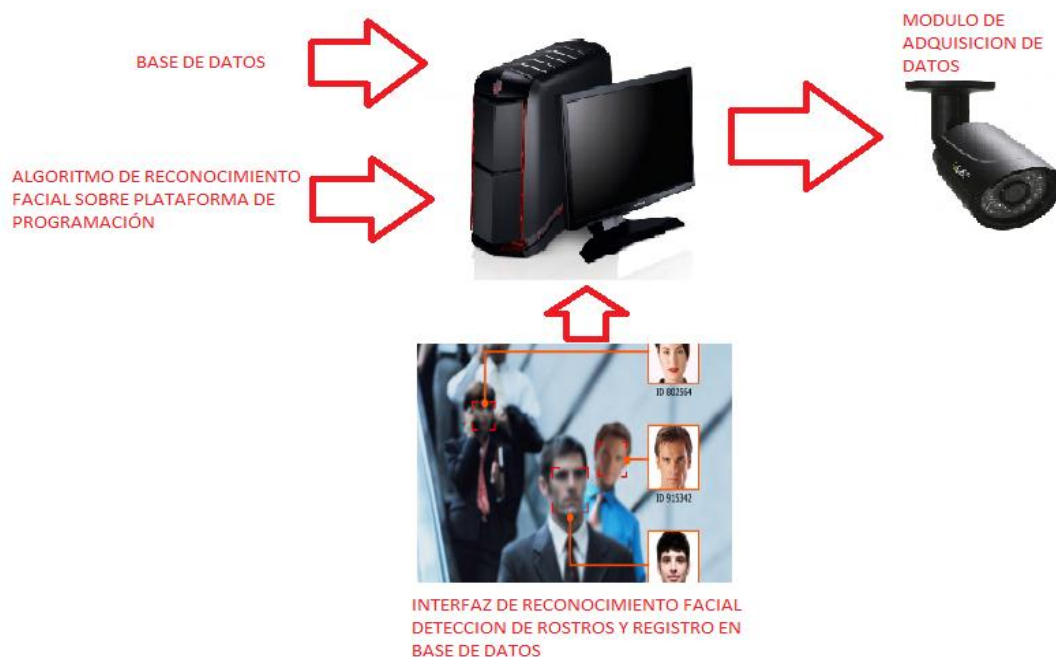 MODULO DE
ADQUISICION DE
DATOS
BASE DE DATOS
ALGORITMO DE RECONOCIMIENTO
FACIAL SOBRE PLATAFORMA DE
PROGRAMACIÓN
ID 802564
ID 915342
INTERFAZ DE RECONOCIMIENTO FACIAL
DETECCION DE ROSTROS Y REGISTRO EN
BASE DE DATOS